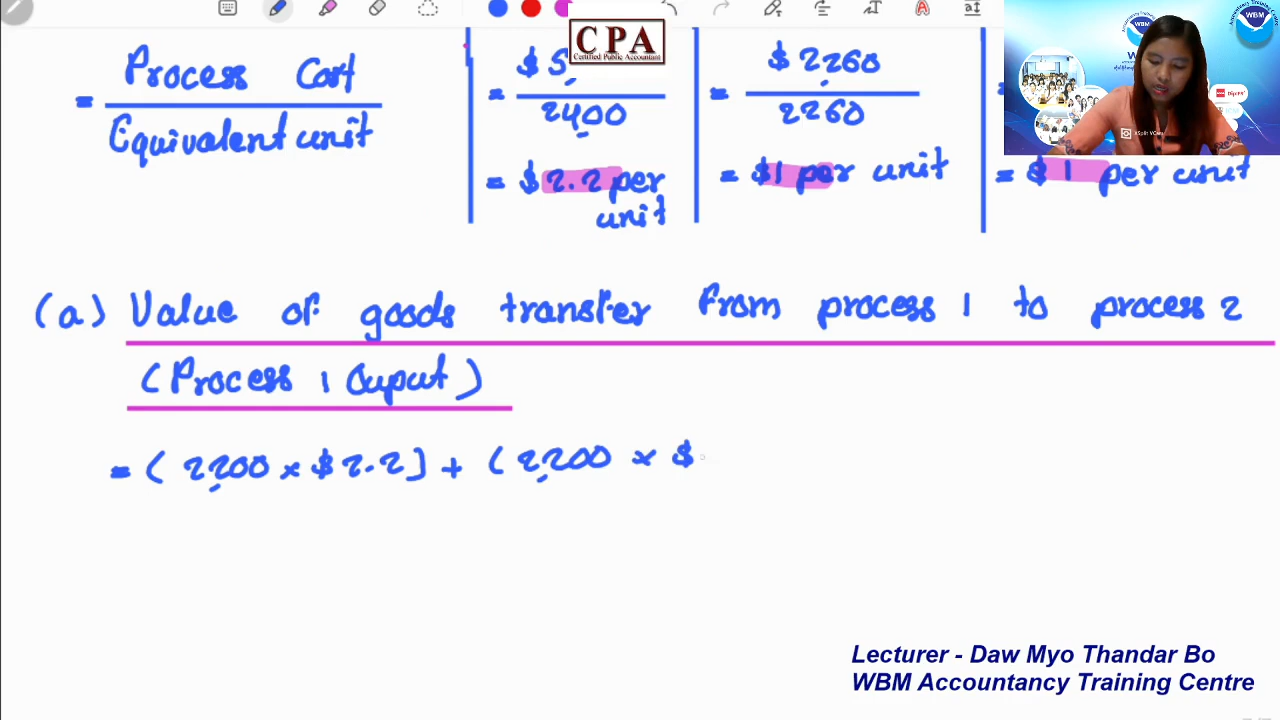 CPA
Certified Public Accountant
WBM
= Process Cost / Equivalent unit
= $5 / 2400
= $2.2 per unit
= $2260 / 2260
= $1 per unit
= $1 per unit
(a) Value of goods transfer from process 1 to process 2
(Process 1 Ouput)
= (2200 x $2.2) + (2200 x $
Lecturer - Daw Myo Thandar Bo
WBM Accountancy Training Centre